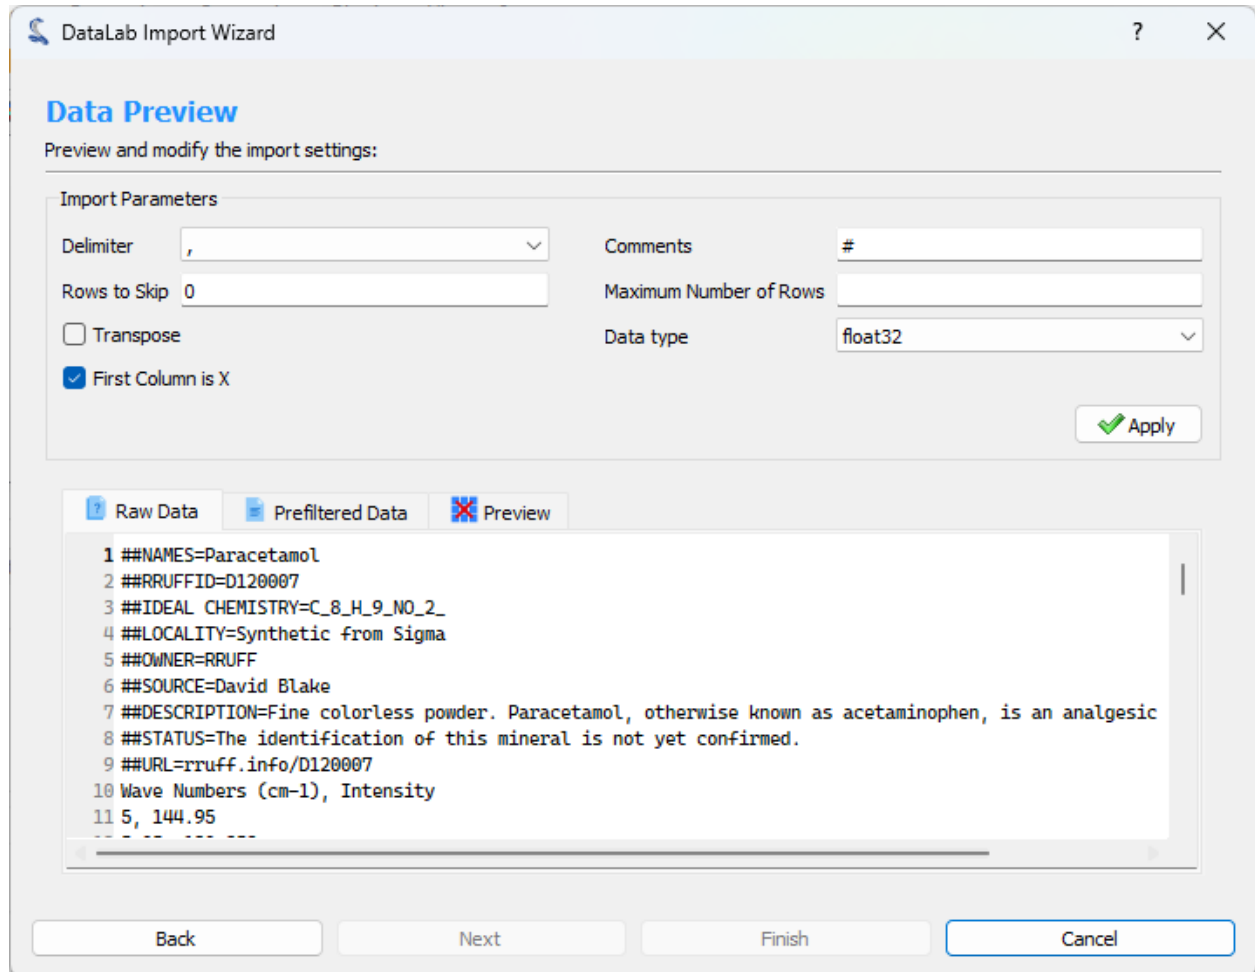 DataLab Import Wizard
?
Data Preview
Preview and modify the import settings:
Import Parameters
Delimiter ,
Comments #
Rows to Skip 0
Maximum Number of Rows
Transpose
Data type float32
First Column is X
Apply
Raw Data Prefiltered Data Preview
1 ##NAMES=Paracetamol
2 ##RRUFFID=D120007
3 ##IDEAL CHEMISTRY=C_8_H_9_NO_2_
4 ##LOCALITY=Synthetic from Sigma
5 ##OWNER=RRUFF
6 ##SOURCE=David Blake
7 ##DESCRIPTION=Fine colorless powder. Paracetamol, otherwise known as acetaminophen, is an analgesic
8 ##STATUS=The identification of this mineral is not yet confirmed.
9 ##URL=rruff.info/D120007
10 Wave Numbers (cm-1), Intensity
11 5, 144.95
Back Next Finish Cancel